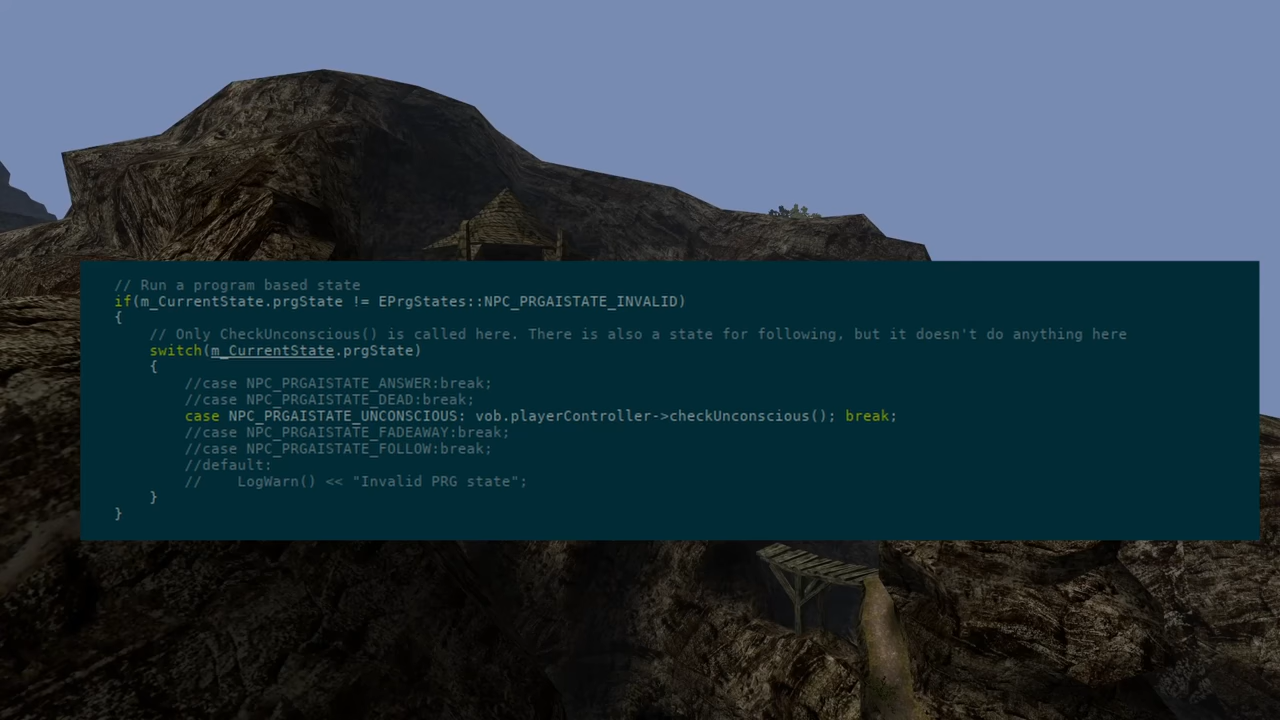 // Run a program based state
if(m_CurrentState.prgState != EPrgStates::NPC_PRGAISTATE_INVALID)
{
// Only CheckUnconscious() is called here. There is also a state for following, but it doesn't do anything here
switch(m_CurrentState.prgState)
{
//case NPC_PRGAISTATE_ANSWER:break;
//case NPC_PRGAISTATE_DEAD:break;
case NPC_PRGAISTATE_UNCONSCIOUS: vob.playerController->checkUnconscious(); break;
//case NPC_PRGAISTATE_FADEAWAY:break;
//case NPC_PRGAISTATE_FOLLOW:break;
//default:
//    LogWarn() << "Invalid PRG state";
}
}